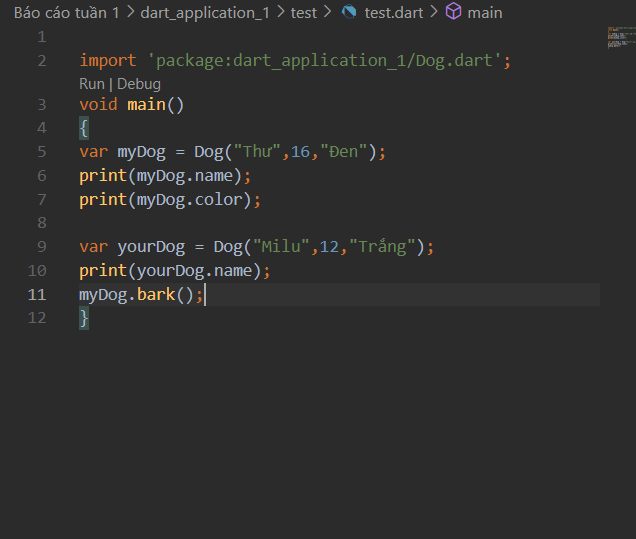 Báo cáo tuần 1 > dart_application_1 > test > test.dart > main
1
2 import 'package:dart_application_1/Dog.dart';
Run | Debug
3 void main()
4 {
5 var myDog = Dog("Thư",16,"Đen");
6 print(myDog.name);
7 print(myDog.color);
8
9 var yourDog = Dog("Milu",12,"Trắng");
10 print(yourDog.name);
11 myDog.bark();
12 }